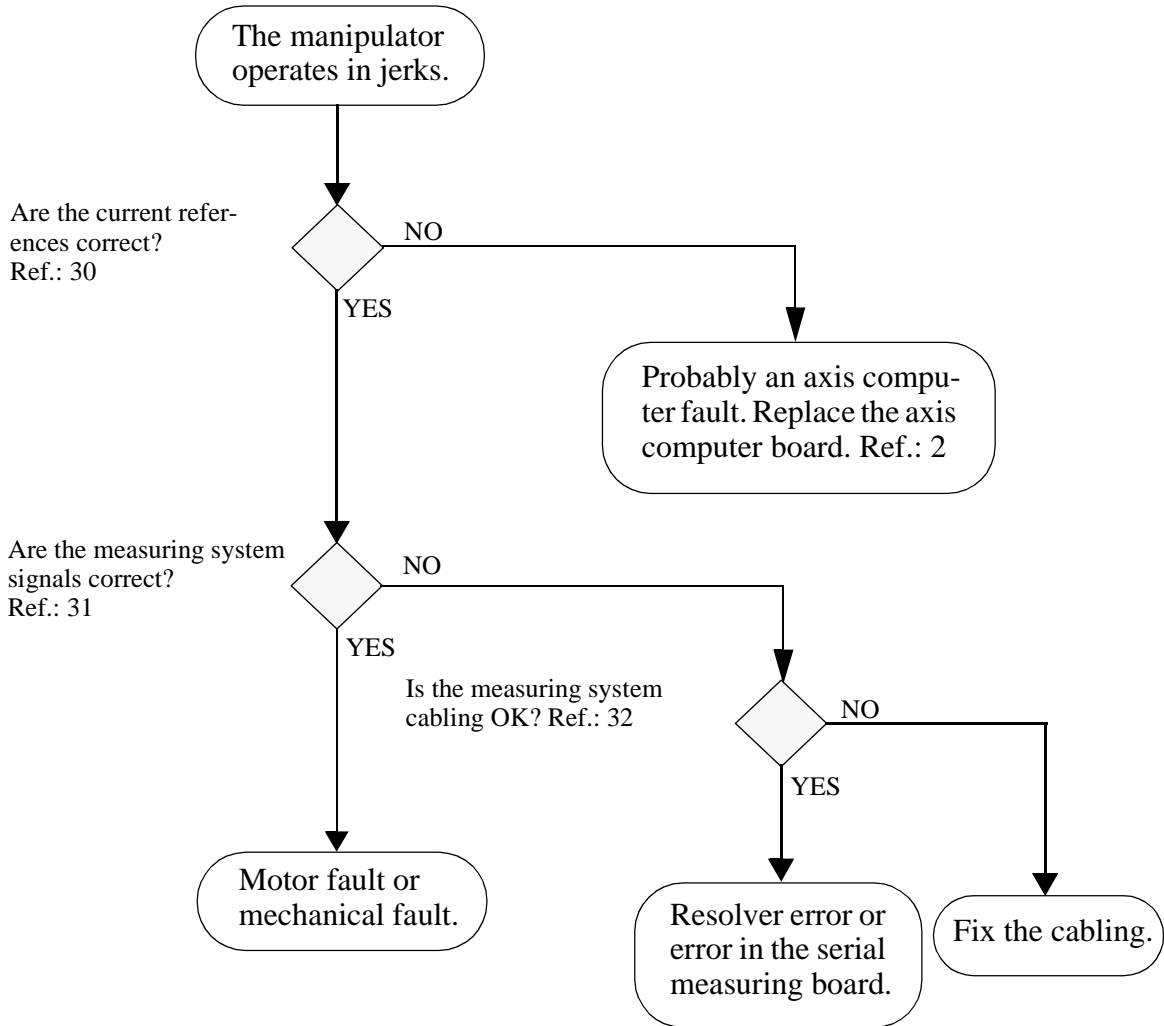 The manipulator
operates in jerks.
Are the current refer-
ences correct?
Ref.: 30
NO
YES
Probably an axis compu-
ter fault. Replace the axis
computer board. Ref.: 2
Are the measuring system
signals correct?
Ref.: 31
NO
YES
Is the measuring system
cabling OK? Ref.: 32
NO
YES
Motor fault or
mechanical fault.
Resolver error or
error in the serial
measuring board.
Fix the cabling.